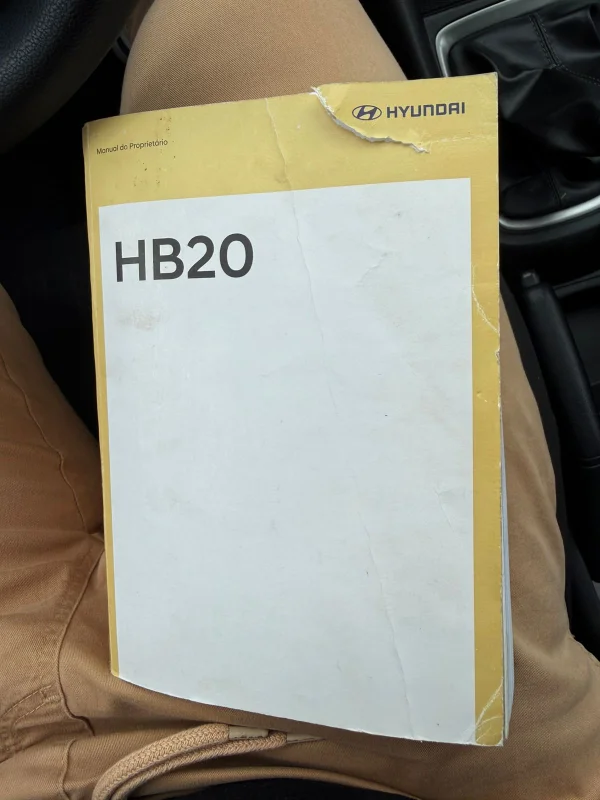 HYUNDAI
Manual do Proprietário
HB20